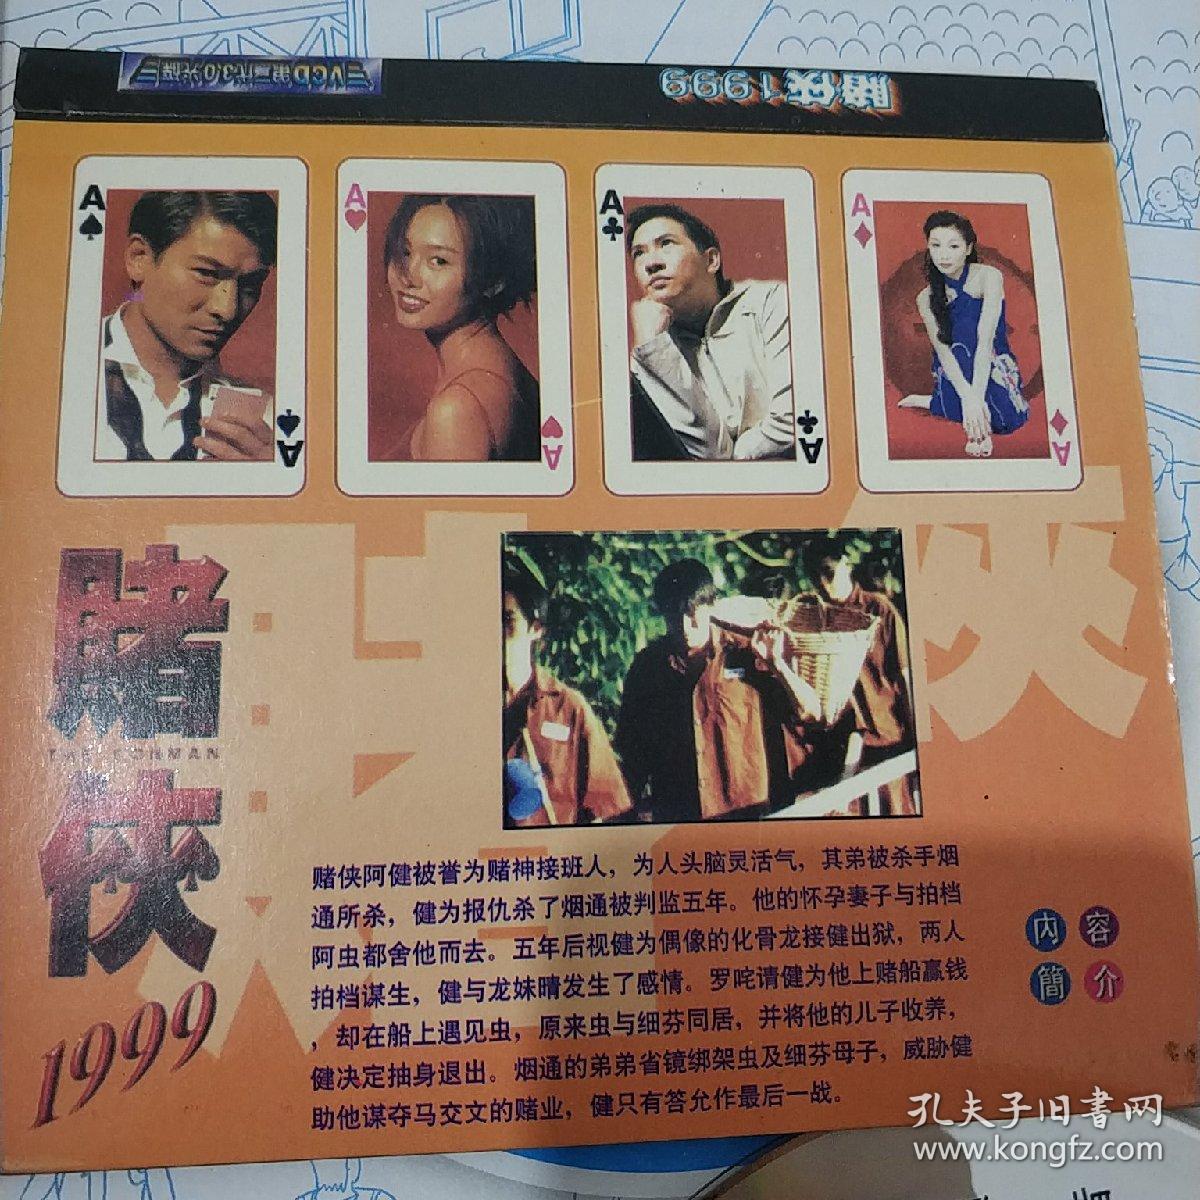 VCD 渠黄虎3.0头牌
赌侠1999
A
A
A
A
A
A
A
A
赌侠
THE CONMAN
1999
侠
赌侠阿健被誉为赌神接班人，为人头脑灵活气，其弟被杀手烟
通所杀，健为报仇杀了烟通被判监五年。他的怀孕妻子与拍档
阿虫都舍他而去。五年后视健为偶像的化骨龙接健出狱，两人
拍档谋生，健与龙妹晴发生了感情。罗咤请健为他上赌船赢钱
，却在船上遇见虫，原来虫与细芬同居，并将他的儿子收养，
健决定抽身退出。烟通的弟弟省镜绑架虫及细芬母子，威胁健
助他谋夺马交文的赌业，健只有答允作最后一战。
內容
簡介
孔夫子旧书网
www.kongfz.com